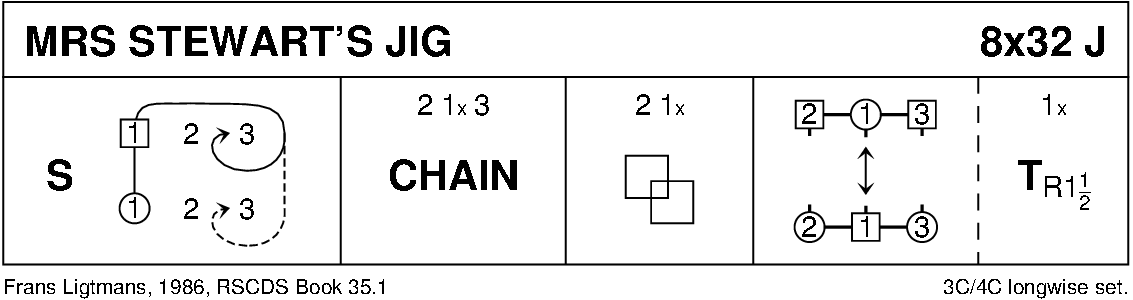 MRS STEWART'S JIG 8x32 J
2 1x 3 2 1x 1x
1 2 3 2 1 3
S CHAIN TR1½
1 2 3 2 1 3
Frans Ligtmans, 1986, RSCDS Book 35.1 3C/4C longwise set.